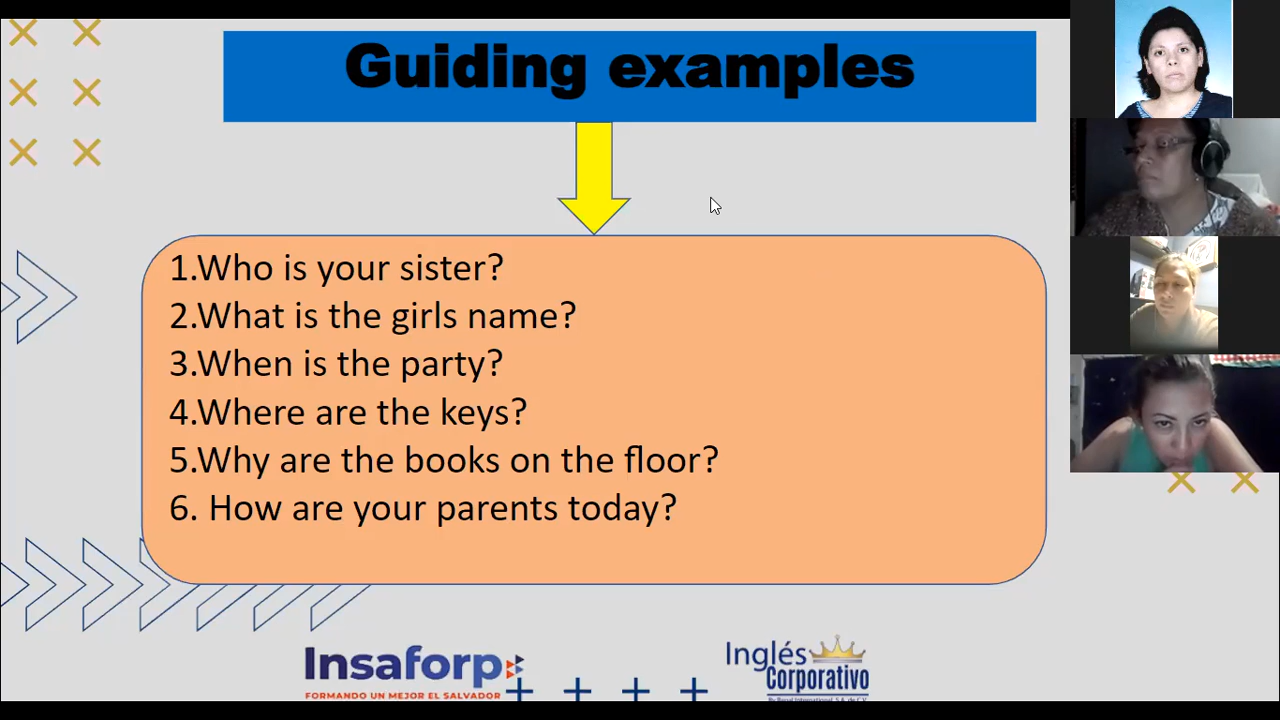 Guiding examples
1.Who is your sister?
2.What is the girls name?
3.When is the party?
4.Where are the keys?
5.Why are the books on the floor?
6. How are your parents today?
Insaforp
FORMANDO UN MEJOR EL SALVADOR
Inglés
Corporativo